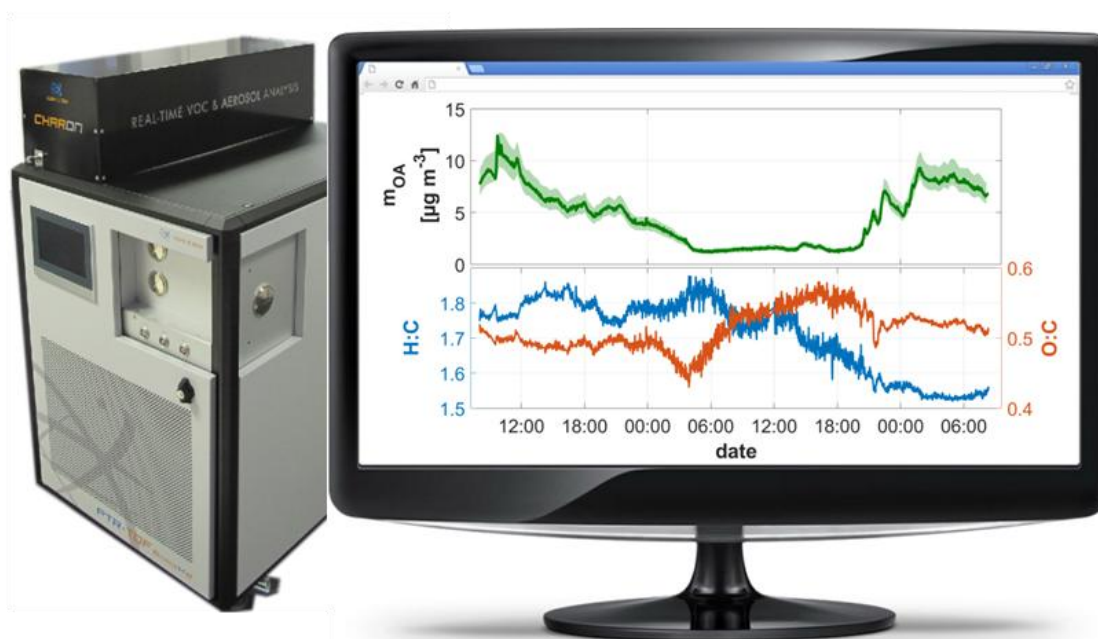 CHARON
REAL-TIME VOC & AEROSOL ANALYSIS
PTR-TOF
15
10
5
0
m_OA
[µg m⁻³]
1.8
1.7
1.6
1.5
H:C
0.6
0.5
0.4
O:C
12:00 18:00 00:00 06:00 12:00 18:00 00:00 06:00
date